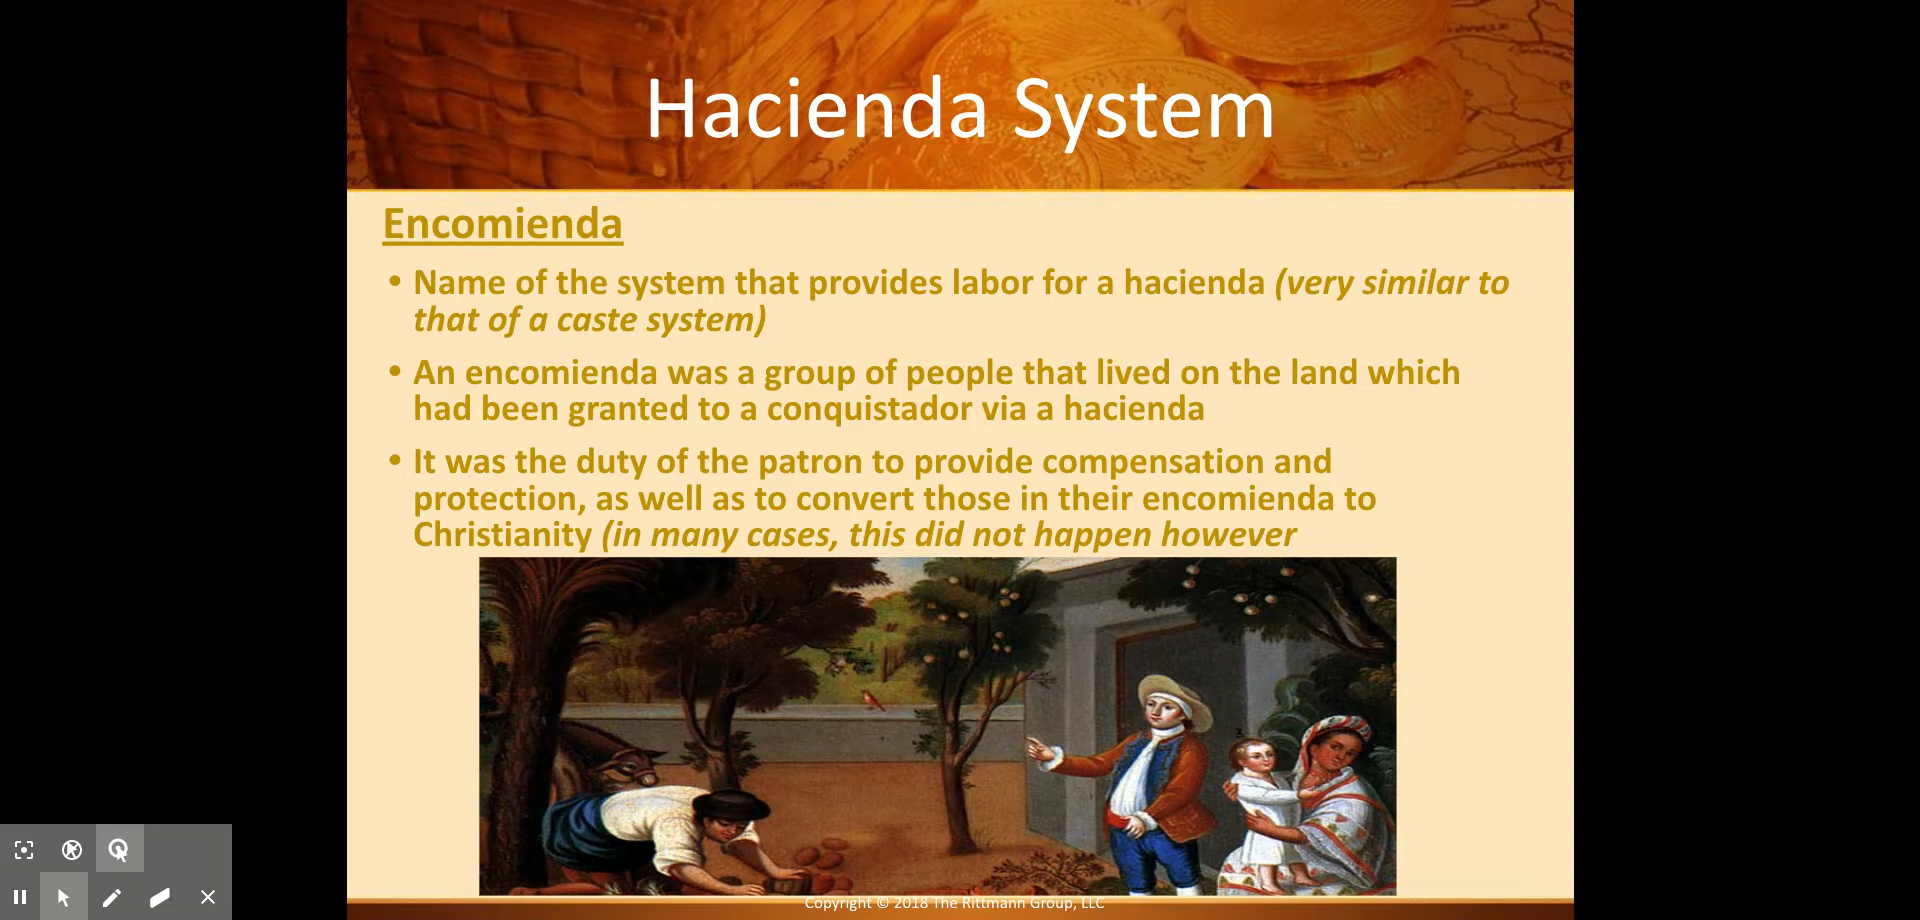 Hacienda System
Encomienda
• Name of the system that provides labor for a hacienda (very similar to
that of a caste system)
• An encomienda was a group of people that lived on the land which
had been granted to a conquistador via a hacienda
• It was the duty of the patron to provide compensation and
protection, as well as to convert those in their encomienda to
Christianity (in many cases, this did not happen however
Copyright © 2018 The Rittmann Group, LLC